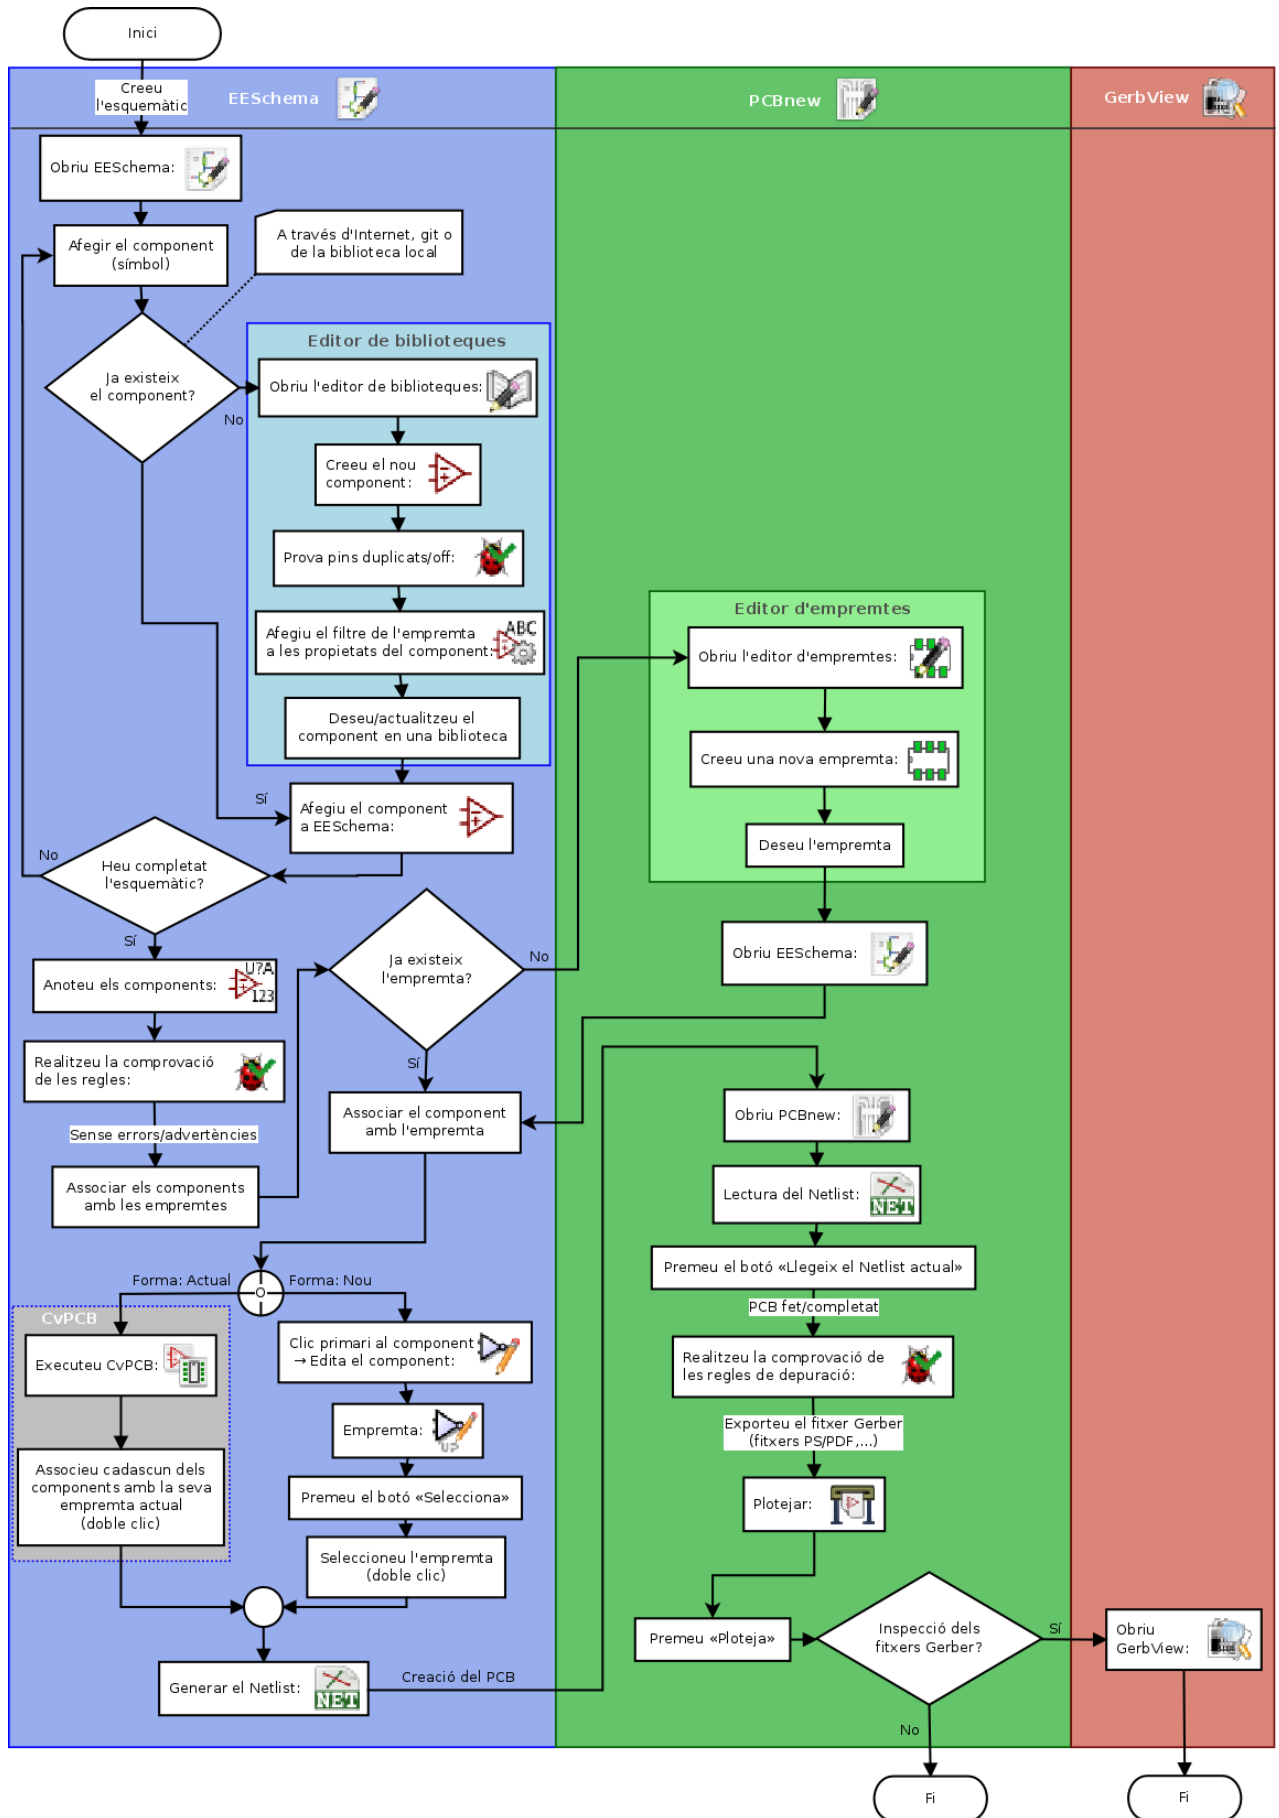 Inici
Creeu
l'esquemàtic
EESchema
PCBnew
GerbView
Obriu EESchema:
Afegir el component
(símbol)
A través d'Internet, git o
de la biblioteca local
Ja existeix
el component?
No
Editor de biblioteques
Obriu l'editor de biblioteques:
Creeu el nou
component:
Prova pins duplicats/off:
Afegiu el filtre de l'empremta
a les propietats del component:
ABC
Deseu/actualitzeu el
component en una biblioteca
Sí
Afegiu el component
a EESchema:
Editor d'empremtes
Obriu l'editor d'empremtes:
Creeu una nova empremta:
Deseu l'empremta
Obriu EESchema:
No
Heu completat
l'esquemàtic?
Sí
Anoteu els components:
U?A
123
Realitzeu la comprovació
de les regles:
Sense errors/advertències
Associar els components
amb les empremtes
Ja existeix
l'empremta?
No
Sí
Associar el component
amb l'empremta
Forma: Actual
Forma: Nou
CvPCB
Executeu CvPCB:
Associeu cadascun dels
components amb la seva
empremta actual
(doble clic)
Clic primari al component
→ Edita el component:
Empremta:
U?
Premeu el botó «Selecciona»
Seleccioneu l'empremta
(doble clic)
Generar el Netlist:
NET
Creació del PCB
Obriu PCBnew:
Lectura del Netlist:
NET
Premeu el botó «Llegeix el Netlist actual»
PCB fet/completat
Realitzeu la comprovació de
les regles de depuració:
Exporteu el fitxer Gerber
(fitxers PS/PDF,...)
Plotejar:
Premeu «Ploteja»
Inspecció dels
fitxers Gerber?
Sí
No
Obriu
GerbView:
Fi
Fi